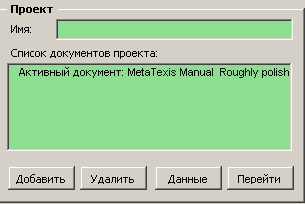 Проект
Имя:
Список документов проекта:
Активный документ: MetaTexis Manual Roughly polish
Добавить Удалить Данные Перейти